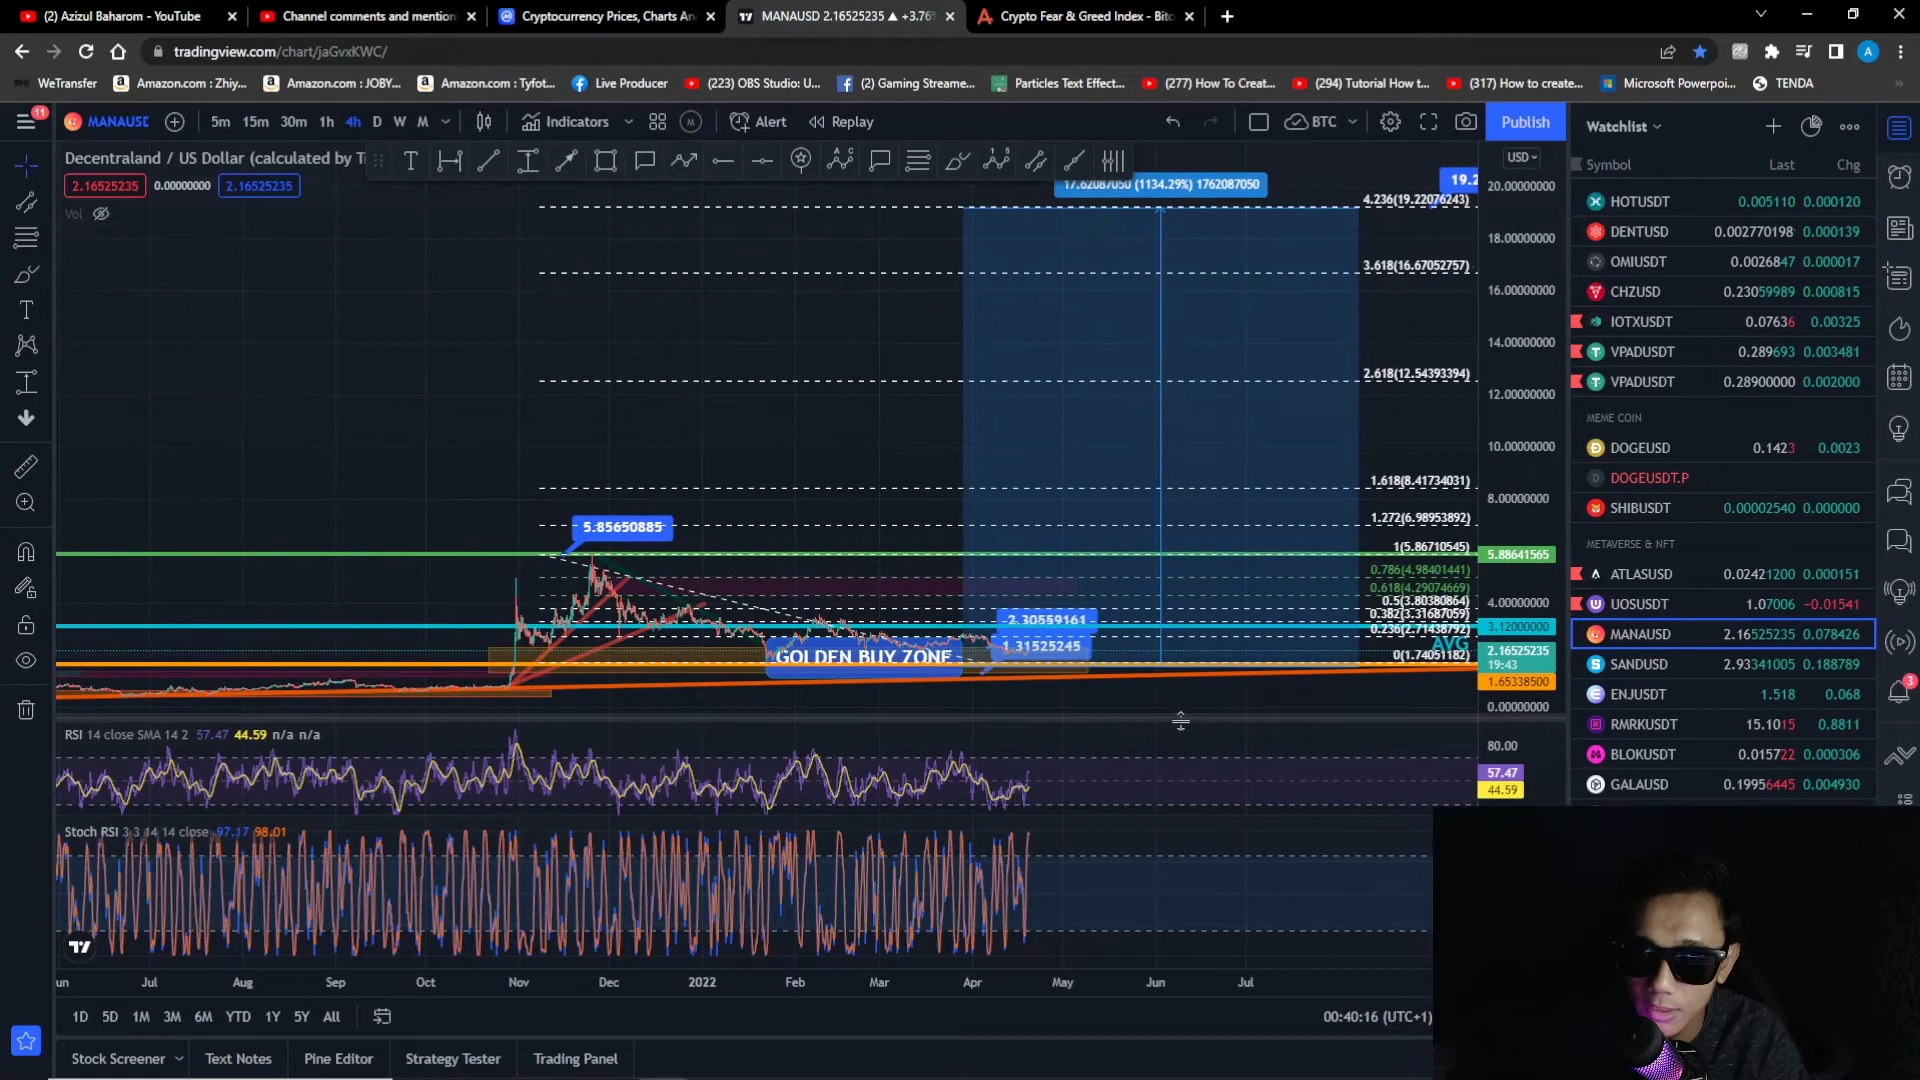 (2) Azizul Baharom - YouTube
Channel comments and mention
Cryptocurrency Prices, Charts An
MANAUSD 2.16525235 ▲ +3.76
Crypto Fear & Greed Index - Bitc
tradingview.com/chart/jaGvxKWC/
A
WeTransfer
Amazon.com : Zhiy...
Amazon.com : JOBY...
Amazon.com : Tyfot...
Live Producer
(223) OBS Studio: U...
(2) Gaming Streame...
Particles Text Effect...
(277) How To Creat...
(294) Tutorial How t...
(317) How to create...
Microsoft Powerpoi...
TENDA
11
MANAUSD
5m 15m 30m 1h 4h D W M
Indicators
M
Alert
Replay
BTC
Publish
Watchlist
Decentraland / US Dollar (calculated by T
2.16525235 0.00000000 2.16525235
Vol
USD
Symbol Last Chg
17.62087050 (1134.29%) 1762087050
19.2
4.236(19.22076243)
3.618(16.67052757)
2.618(12.54393394)
1.618(8.41734031)
1.272(6.98953892)
1(5.86710545)
0.786(4.98401441)
0.618(4.29074669)
0.5(3.80380864)
0.382(3.31687059)
0.236(2.71438792)
0(1.74051182)
5.85650885
2.30559161
1.31525245
GOLDEN BUY ZONE
AVG
20.00000000
18.00000000
16.00000000
14.00000000
12.00000000
10.00000000
8.00000000
5.88641565
4.00000000
3.12000000
2.16525235
19:43
1.65338500
0.00000000
HOTUSDT 0.005110 0.000120
DENTUSD 0.002770198 0.000139
OMIUSDT 0.0026847 0.000017
CHZUSD 0.23059989 0.000815
IOTXUSDT 0.07636 0.00325
VPADUSDT 0.289693 0.003481
VPADUSDT 0.28900000 0.002000
MEME COIN
DOGEUSD 0.1423 0.0023
DOGEUSDT.P
SHIBUSDT 0.00002540 0.000000
METAVERSE & NFT
ATLASUSD 0.02421200 0.000151
UOSUSDT 1.07006 −0.01541
MANAUSD 2.16525235 0.078426
SANDUSD 2.93341005 0.188789
ENJUSDT 1.518 0.068
RMRKUSDT 15.1015 0.8811
BLOKUSDT 0.015722 0.000306
GALAUSD 0.19956445 0.004930
3
RSI 14 close SMA 14 2 57.47 44.59 n/a n/a
80.00
57.47
44.59
Stoch RSI 3 3 14 14 close 97.17 98.01
Jul Aug Sep Oct Nov Dec 2022 Feb Mar Apr May Jun Jul
1D 5D 1M 3M 6M YTD 1Y 5Y All
00:40:16 (UTC+1)
Stock Screener
Text Notes
Pine Editor
Strategy Tester
Trading Panel